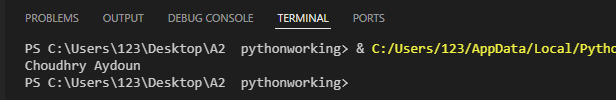 PROBLEMS OUTPUT DEBUG CONSOLE TERMINAL PORTS
PS C:\Users\123\Desktop\A2  pythonworking> & C:/Users/123/AppData/Local/Pytho
Choudhry Aydoun
PS C:\Users\123\Desktop\A2  pythonworking>